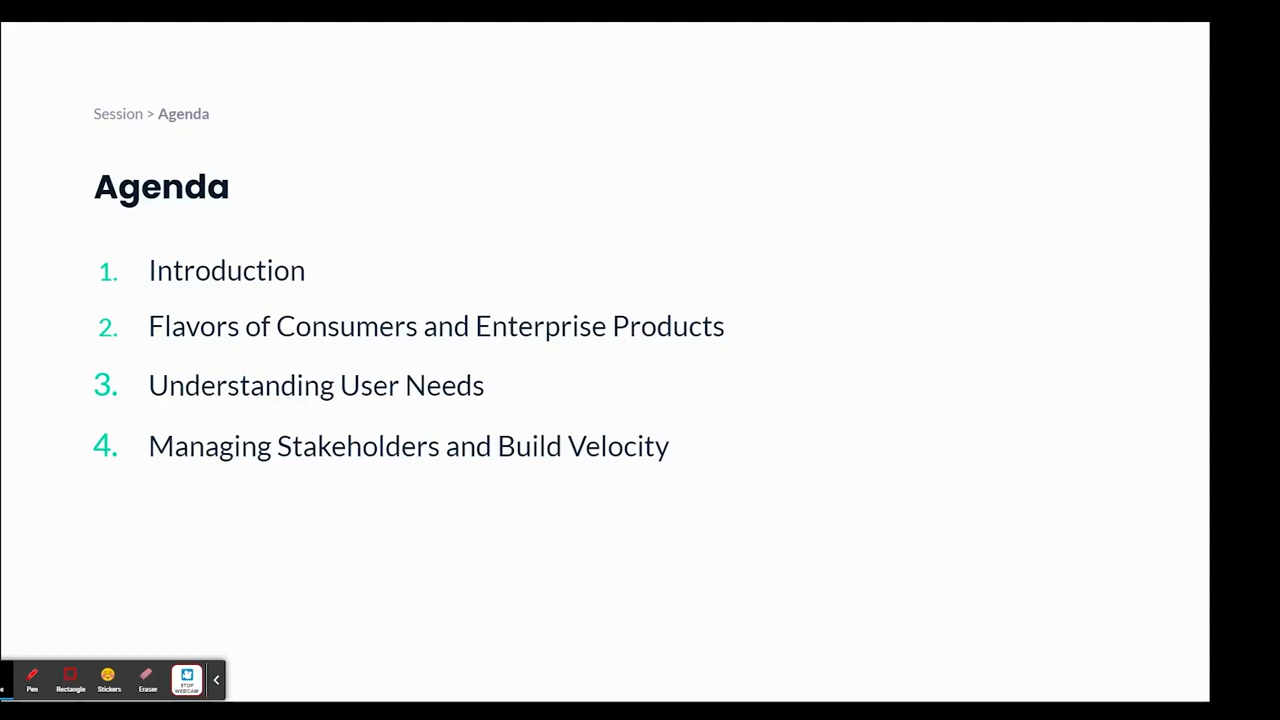 Session > Agenda
Agenda
1. Introduction
2. Flavors of Consumers and Enterprise Products
3. Understanding User Needs
4. Managing Stakeholders and Build Velocity
e Pen Rectangle Stickers Eraser STOP WEBCAM <